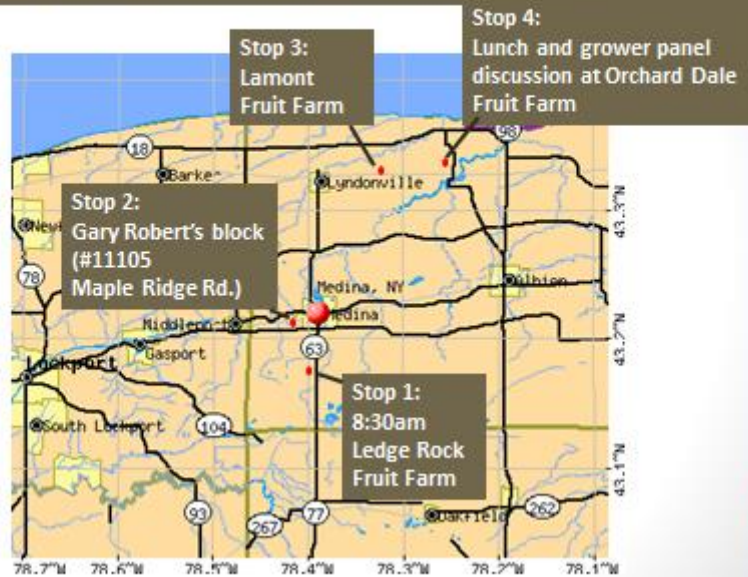 Stop 4:
Lunch and grower panel
discussion at Orchard Dale
Fruit Farm
Stop 3:
Lamont
Fruit Farm
98
18
Barke
Lyndonville
Stop 2:
Gary Robert's block
(#11105
Maple Ridge Rd.)
43.3°N
78
Albion
Medina, NY
Medina
Middleport
43.2°N
Gasport
63
Lockport
Stop 1:
8:30am
Ledge Rock
Fruit Farm
South Lockport
104
43.1°N
93
267
77
Oakfield
262
78.7°W 78.6°W 78.5°W 78.4°W 78.3°W 78.2°W 78.1°W